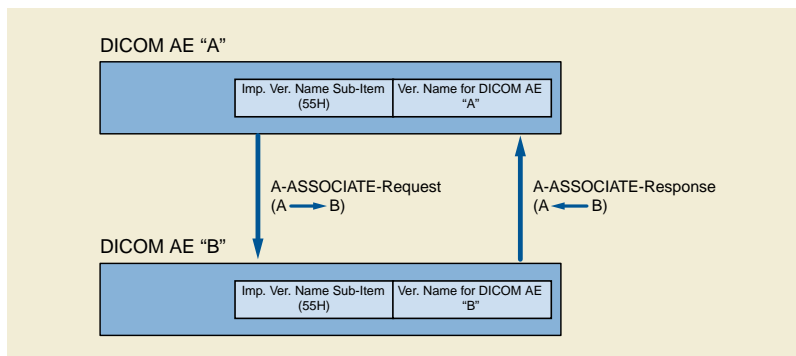 DICOM AE “A”
Imp. Ver. Name Sub-Item
(55H)
Ver. Name for DICOM AE
“A”
A-ASSOCIATE-Request
(A B)
A-ASSOCIATE-Response
(A B)
DICOM AE “B”
Imp. Ver. Name Sub-Item
(55H)
Ver. Name for DICOM AE
“B”